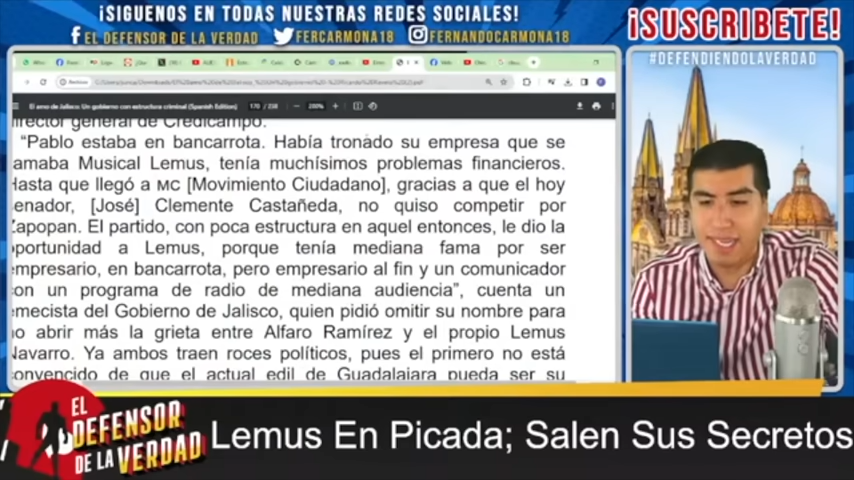 ¡SIGUENOS EN TODAS NUESTRAS REDES SOCIALES!
¡SUSCRIBETE!
EL DEFENSOR DE LA VERDAD
FERCARMONA18
FERNANDOCARMONA18
#DEFENDIENDOLAVERDAD
El amo de Jalisco: Un gobierno con estructura criminal (Spanish Edition)
170 / 358
200%
director general de Credicampo.
"Pablo estaba en bancarrota. Había tronado su empresa que se
lamaba Musical Lemus, tenía muchísimos problemas financieros.
Hasta que llegó a MC [Movimiento Ciudadano], gracias a que el hoy
senador, [José] Clemente Castañeda, no quiso competir por
Zapopan. El partido, con poca estructura en aquel entonces, le dio la
oportunidad a Lemus, porque tenía mediana fama por ser
empresario, en bancarrota, pero empresario al fin y un comunicador
con un programa de radio de mediana audiencia", cuenta un
emecista del Gobierno de Jalisco, quien pidió omitir su nombre para
no abrir más la grieta entre Alfaro Ramírez y el propio Lemus
Navarro. Ya ambos traen roces políticos, pues el primero no está
convencido de que el actual edil de Guadalajara pueda ser su
EL
DEFENSOR
DE LA VERDAD
Lemus En Picada; Salen Sus Secretos